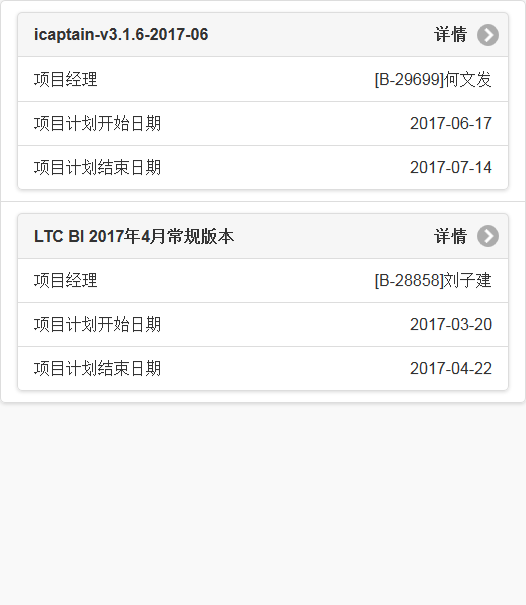 icaptain-v3.1.6-2017-06 详情
项目经理 [B-29699]何文发
项目计划开始日期 2017-06-17
项目计划结束日期 2017-07-14
LTC BI 2017年4月常规版本 详情
项目经理 [B-28858]刘子建
项目计划开始日期 2017-03-20
项目计划结束日期 2017-04-22